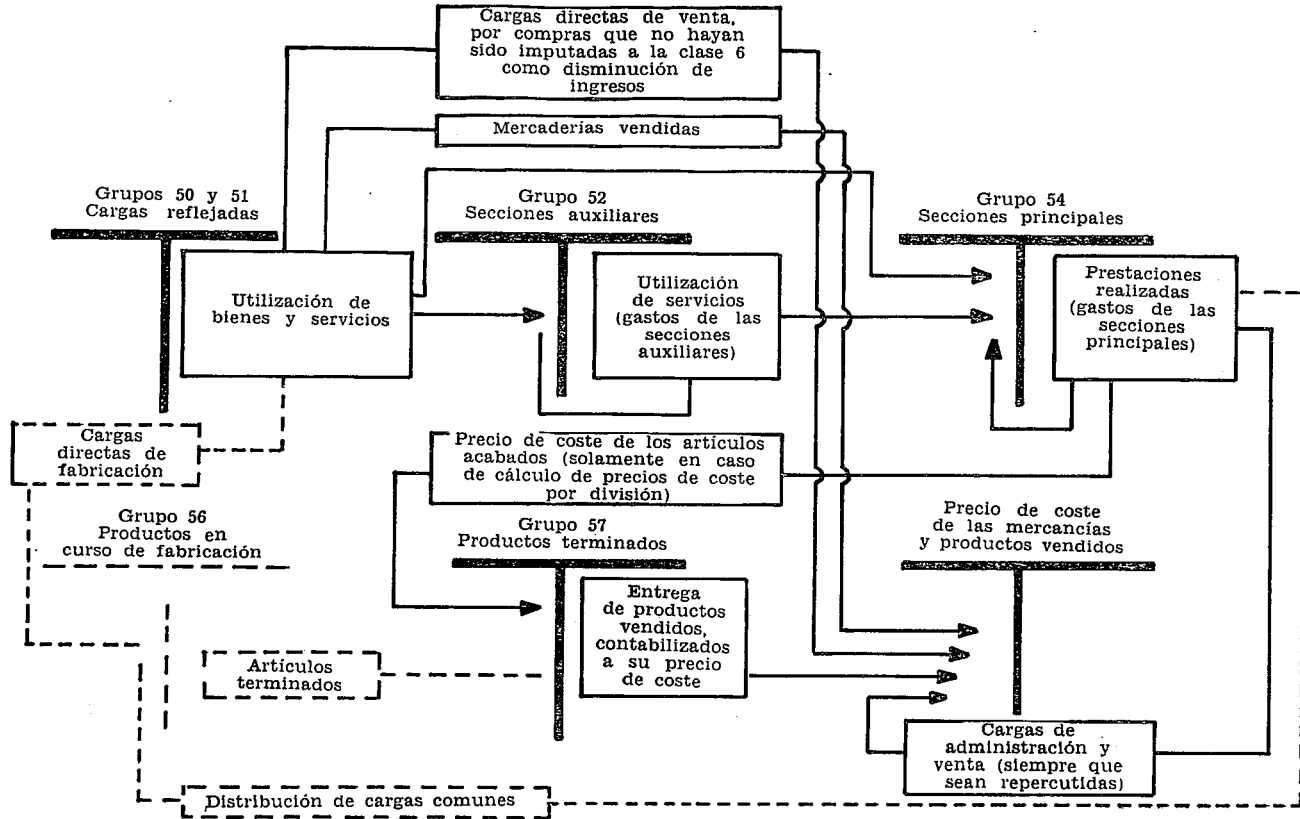 Cargas directas de venta,
por compras que no hayan
sido imputadas a la clase 6
como disminución de
ingresos
Mercaderías vendidas
Grupos 50 y 51
Cargas reflejadas
Grupo 52
Secciones auxiliares
Grupo 54
Secciones principales
Utilización de
bienes y servicios
Utilización
de servicios
(gastos de las
secciones
auxiliares)
Prestaciones
realizadas
(gastos de las
secciones
principales)
Cargas
directas de
fabricación
Precio de coste de los artículos
acabados (solamente en caso
de cálculo de precios de coste
por división)
Grupo 56
Productos en
curso de fabricación
Grupo 57
Productos terminados
Precio de coste
de las mercancías
y productos vendidos
Entrega
de productos
vendidos,
contabilizados
a su precio
de coste
Artículos
terminados
Cargas de
administración y
venta (siempre que
sean repercutidas)
Distribución de cargas comunes